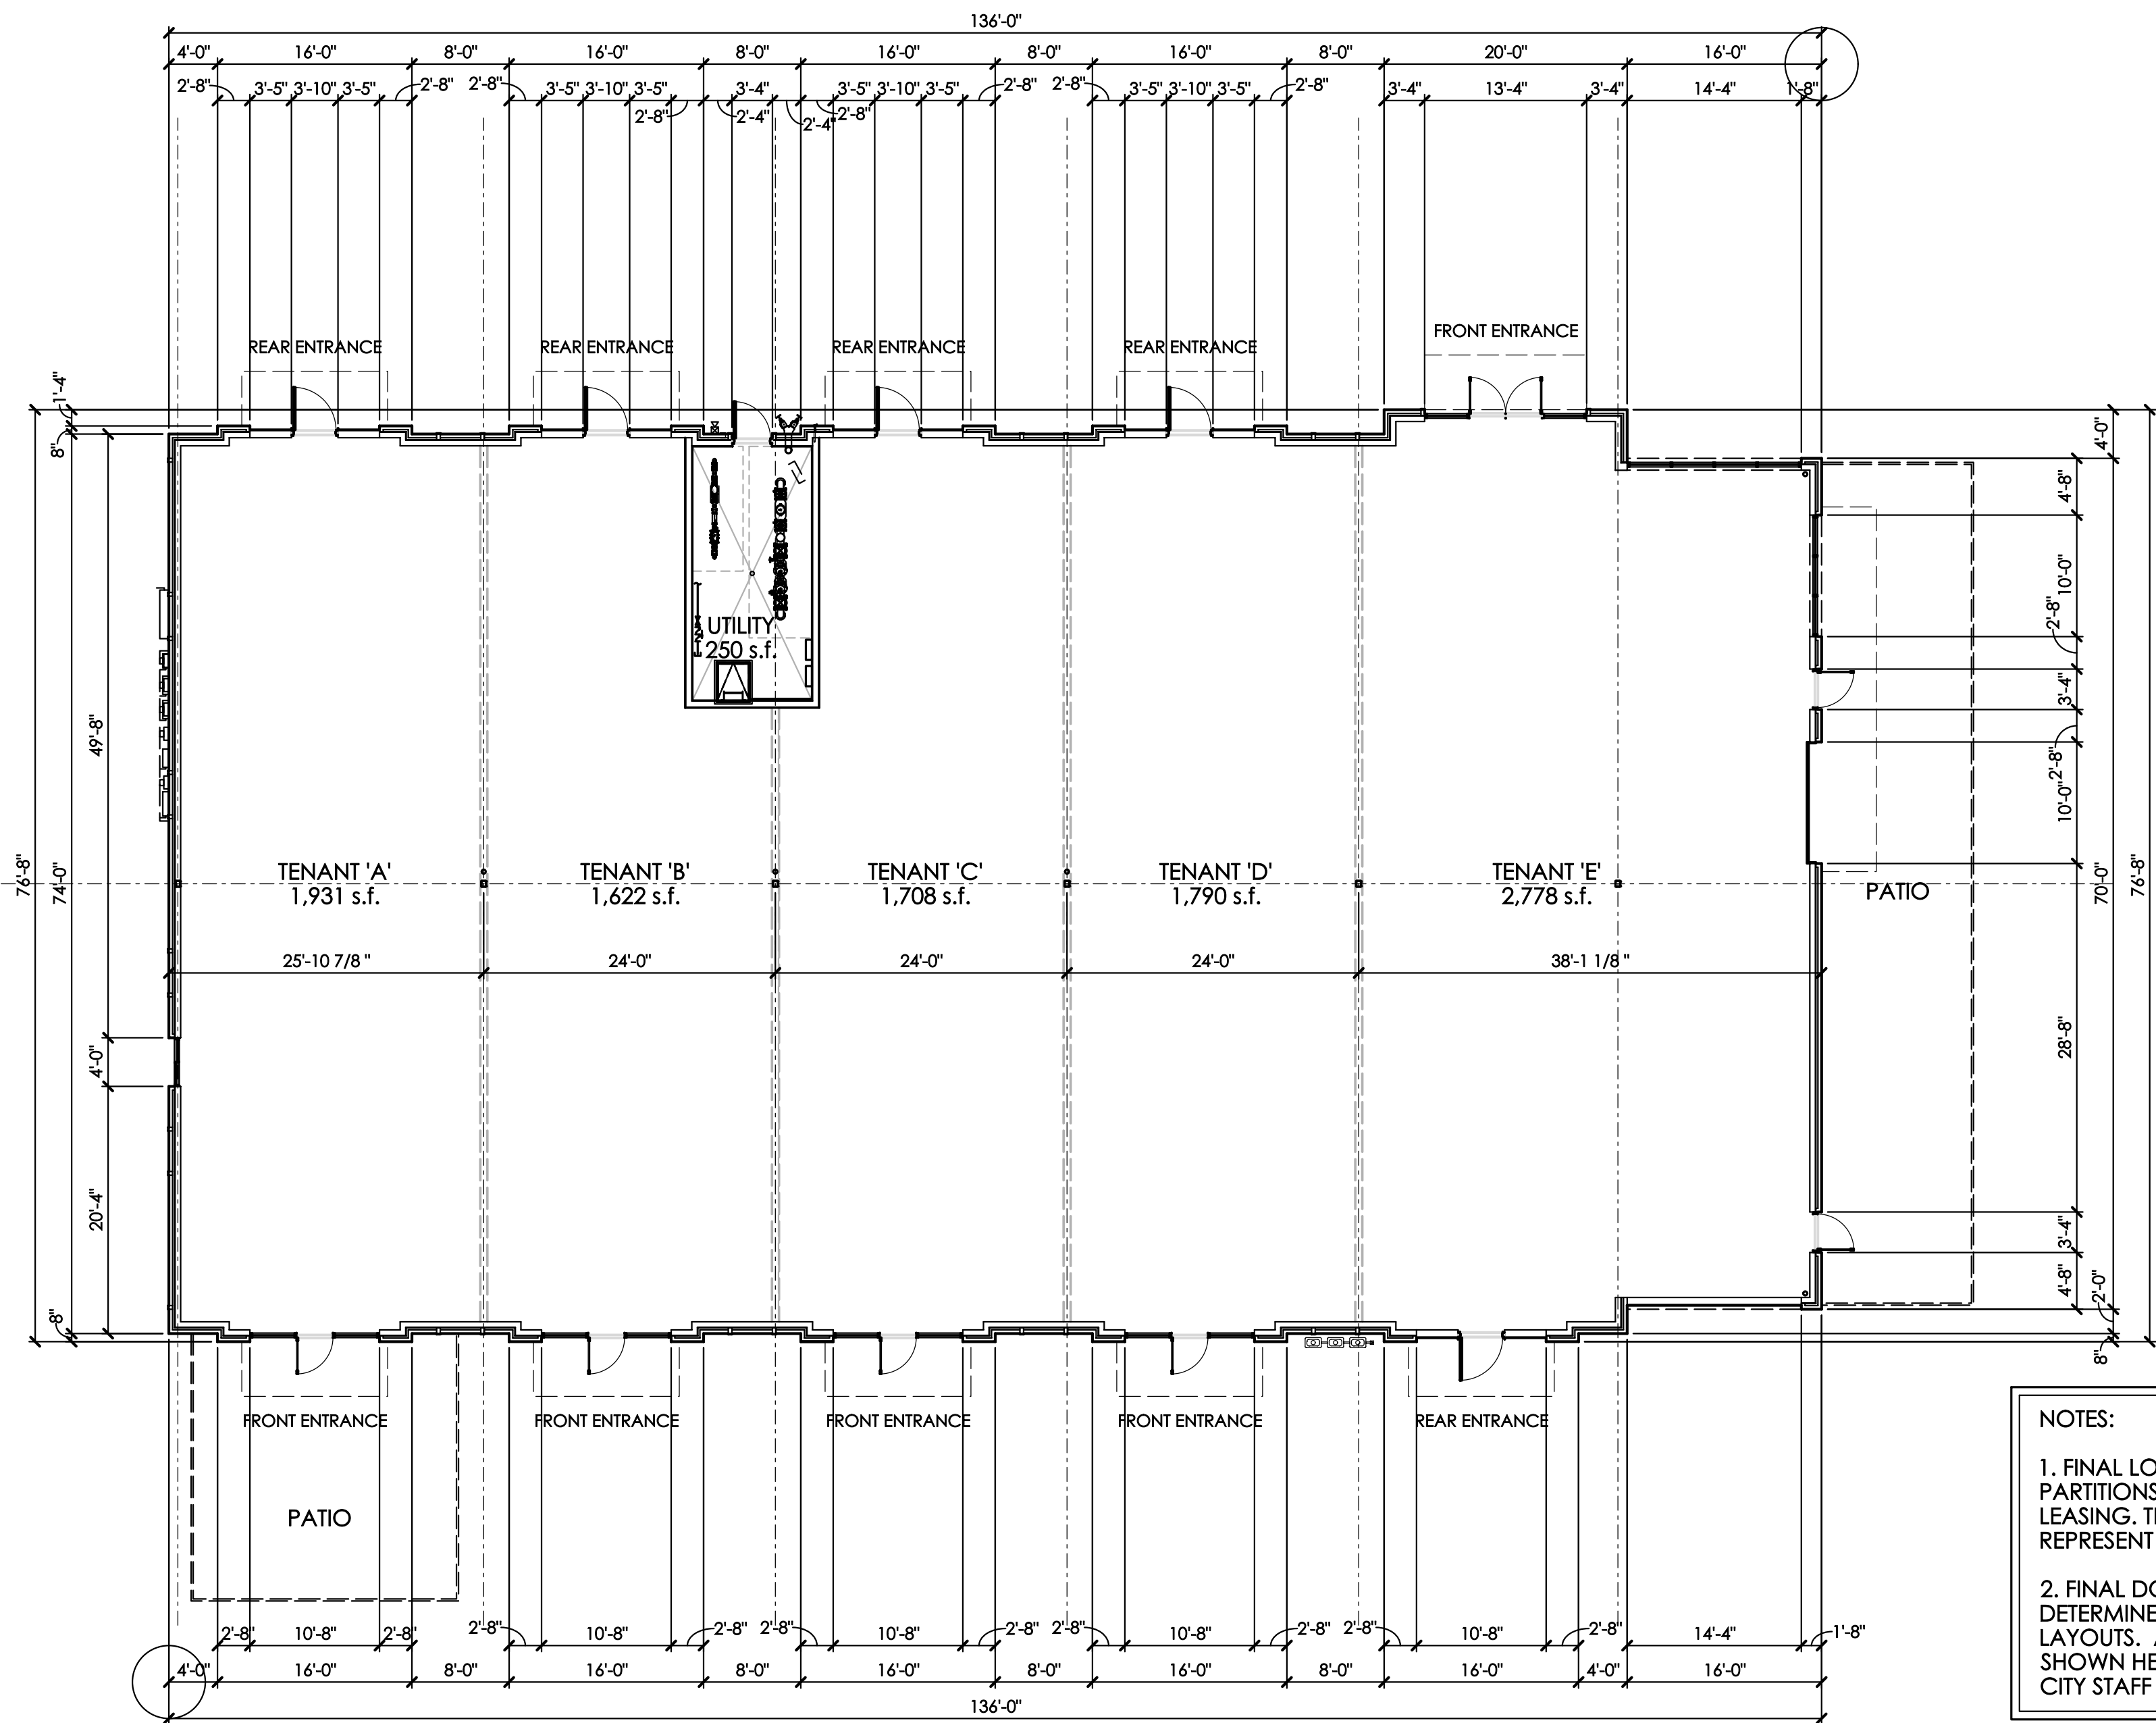 136'-0"
4'-0" 16'-0" 8'-0" 16'-0" 8'-0" 16'-0" 8'-0" 16'-0" 8'-0" 20'-0" 16'-0"
2'-8" 3'-5" 3'-10" 3'-5" 2'-8" 2'-8" 3'-5" 3'-10" 3'-5" 3'-4" 3'-5" 3'-10" 3'-5" 2'-8" 2'-8" 3'-5" 3'-10" 3'-5" 2'-8" 3'-4" 13'-4" 3'-4" 14'-4" 1'-8"
2'-8" 2'-4" 2'-4" 2'-8"
FRONT ENTRANCE
REAR ENTRANCE REAR ENTRANCE REAR ENTRANCE REAR ENTRANCE
1'-4"
8"
4'-0"
4'-8"
10'-0"
2'-8"
UTILITY
250 s.f.
3'-4"
49'-8"
2'-8"
10'-0"
76'-8"
74'-0"
TENANT 'A' TENANT 'B' TENANT 'C' TENANT 'D' TENANT 'E'
1,931 s.f. 1,622 s.f. 1,708 s.f. 1,790 s.f. 2,778 s.f.
PATIO
70'-0"
76'-8"
25'-10 7/8 " 24'-0" 24'-0" 24'-0" 38'-1 1/8 "
28'-8"
4'-0"
20'-4"
3'-4"
4'-8"
2'-0"
8"
8"
FRONT ENTRANCE FRONT ENTRANCE FRONT ENTRANCE FRONT ENTRANCE REAR ENTRANCE
PATIO
NOTES:
1. FINAL
PARTITIONS
LEASING.
REPRESENT
2. FINAL
DETERMINE
LAYOUTS.
SHOWN
CITY STAFF
2'-8" 10'-8" 2'-8" 2'-8" 10'-8" 2'-8" 2'-8" 10'-8" 2'-8" 2'-8" 10'-8" 2'-8" 2'-8" 10'-8" 2'-8" 14'-4" 1'-8"
4'-0" 16'-0" 8'-0" 16'-0" 8'-0" 16'-0" 8'-0" 16'-0" 8'-0" 16'-0" 4'-0" 16'-0"
136'-0"